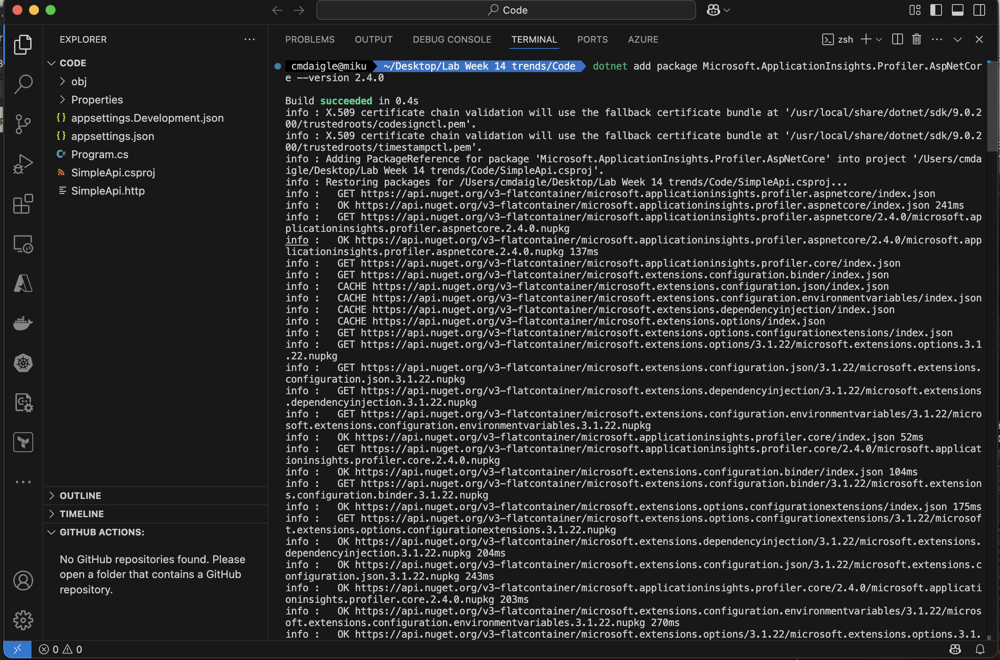 Code
EXPLORER
CODE
obj
Properties
{} appsettings.Development.json
{} appsettings.json
C# Program.cs
SimpleApi.csproj
SimpleApi.http
OUTLINE
TIMELINE
GITHUB ACTIONS:
No GitHub repositories found. Please
open a folder that contains a GitHub
repository.
PROBLEMS OUTPUT DEBUG CONSOLE TERMINAL PORTS AZURE
zsh
cmdaigle@miku ~/Desktop/Lab Week 14 trends/Code dotnet add package Microsoft.ApplicationInsights.Profiler.AspNetCor
e --version 2.4.0
Build succeeded in 0.4s
info : X.509 certificate chain validation will use the fallback certificate bundle at '/usr/local/share/dotnet/sdk/9.0.2
00/trustedroots/codesignctl.pem'.
info : X.509 certificate chain validation will use the fallback certificate bundle at '/usr/local/share/dotnet/sdk/9.0.2
00/trustedroots/timestampctl.pem'.
info : Adding PackageReference for package 'Microsoft.ApplicationInsights.Profiler.AspNetCore' into project '/Users/cmda
igle/Desktop/Lab Week 14 trends/Code/SimpleApi.csproj'.
info : Restoring packages for /Users/cmdaigle/Desktop/Lab Week 14 trends/Code/SimpleApi.csproj...
info :   GET https://api.nuget.org/v3-flatcontainer/microsoft.applicationinsights.profiler.aspnetcore/index.json
info :   OK https://api.nuget.org/v3-flatcontainer/microsoft.applicationinsights.profiler.aspnetcore/index.json 241ms
info :   GET https://api.nuget.org/v3-flatcontainer/microsoft.applicationinsights.profiler.aspnetcore/2.4.0/microsoft.ap
plicationinsights.profiler.aspnetcore.2.4.0.nupkg
info :   OK https://api.nuget.org/v3-flatcontainer/microsoft.applicationinsights.profiler.aspnetcore/2.4.0/microsoft.app
licationinsights.profiler.aspnetcore.2.4.0.nupkg 137ms
info :   GET https://api.nuget.org/v3-flatcontainer/microsoft.applicationinsights.profiler.core/index.json
info :   GET https://api.nuget.org/v3-flatcontainer/microsoft.extensions.configuration.binder/index.json
info :   CACHE https://api.nuget.org/v3-flatcontainer/microsoft.extensions.configuration.json/index.json
info :   CACHE https://api.nuget.org/v3-flatcontainer/microsoft.extensions.configuration.environmentvariables/index.json
info :   CACHE https://api.nuget.org/v3-flatcontainer/microsoft.extensions.dependencyinjection/index.json
info :   CACHE https://api.nuget.org/v3-flatcontainer/microsoft.extensions.options/index.json
info :   GET https://api.nuget.org/v3-flatcontainer/microsoft.extensions.options.configurationextensions/index.json
info :   GET https://api.nuget.org/v3-flatcontainer/microsoft.extensions.options/3.1.22/microsoft.extensions.options.3.1
.22.nupkg
info :   GET https://api.nuget.org/v3-flatcontainer/microsoft.extensions.configuration.json/3.1.22/microsoft.extensions.
configuration.json.3.1.22.nupkg
info :   GET https://api.nuget.org/v3-flatcontainer/microsoft.extensions.dependencyinjection/3.1.22/microsoft.extensions
.dependencyinjection.3.1.22.nupkg
info :   GET https://api.nuget.org/v3-flatcontainer/microsoft.extensions.configuration.environmentvariables/3.1.22/micro
soft.extensions.configuration.environmentvariables.3.1.22.nupkg
info :   OK https://api.nuget.org/v3-flatcontainer/microsoft.applicationinsights.profiler.core/index.json 52ms
info :   GET https://api.nuget.org/v3-flatcontainer/microsoft.applicationinsights.profiler.core/2.4.0/microsoft.applicat
ioninsights.profiler.core.2.4.0.nupkg
info :   OK https://api.nuget.org/v3-flatcontainer/microsoft.extensions.configuration.binder/index.json 104ms
info :   GET https://api.nuget.org/v3-flatcontainer/microsoft.extensions.configuration.binder/3.1.22/microsoft.extension
s.configuration.binder.3.1.22.nupkg
info :   OK https://api.nuget.org/v3-flatcontainer/microsoft.extensions.options.configurationextensions/index.json 175ms
info :   GET https://api.nuget.org/v3-flatcontainer/microsoft.extensions.options.configurationextensions/3.1.22/microsof
t.extensions.options.configurationextensions.3.1.22.nupkg
info :   OK https://api.nuget.org/v3-flatcontainer/microsoft.extensions.dependencyinjection/3.1.22/microsoft.extensions.
dependencyinjection.3.1.22.nupkg 204ms
info :   OK https://api.nuget.org/v3-flatcontainer/microsoft.extensions.configuration.json/3.1.22/microsoft.extensions.c
onfiguration.json.3.1.22.nupkg 243ms
info :   OK https://api.nuget.org/v3-flatcontainer/microsoft.applicationinsights.profiler.core/2.4.0/microsoft.applicati
oninsights.profiler.core.2.4.0.nupkg 203ms
info :   OK https://api.nuget.org/v3-flatcontainer/microsoft.extensions.configuration.environmentvariables/3.1.22/micros
oft.extensions.configuration.environmentvariables.3.1.22.nupkg 270ms
info :   OK https://api.nuget.org/v3-flatcontainer/microsoft.extensions.options/3.1.22/microsoft.extensions.options.3.1.
0 0